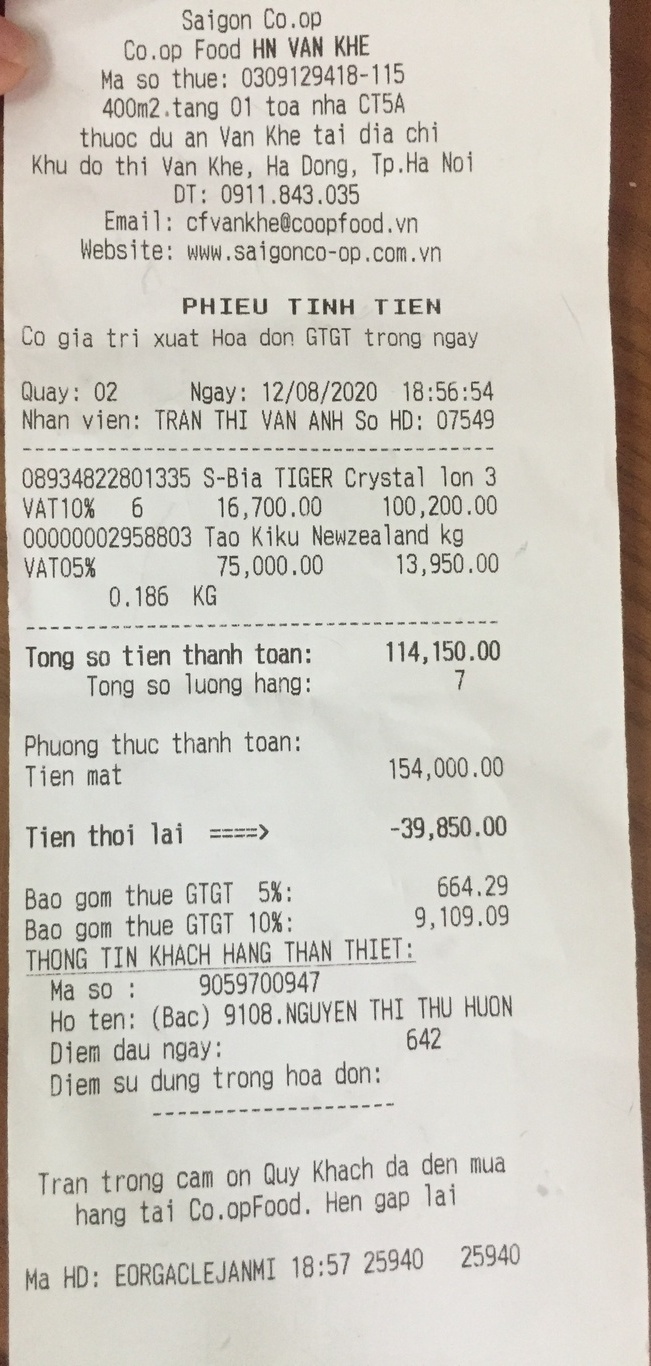 Saigon Co.op
Co.op Food HN VAN KHE
Ma so thue: 0309129418-115
400m2.tang 01 toa nha CT5A
thuoc du an Van Khe tai dia chi
Khu do thi Van Khe, Ha Dong, Tp.Ha Noi
DT: 0911.843.035
Email: cfvankhe@coopfood.vn
Website: www.saigonco-op.com.vn
PHIEU TINH TIEN
Co gia tri xuat Hoa don GTGT trong ngay
Quay: 02 Ngay: 12/08/2020 18:56:54
Nhan vien: TRAN THI VAN ANH So HD: 07549
---------------------------------------
08934822801335 S-Bia TIGER Crystal lon 3
VAT10% 6 16,700.00 100,200.00
00000002958803 Tao Kiku Newzealand kg
VAT05% 75,000.00 13,950.00
0.186 KG
---------------------------------------
Tong so tien thanh toan: 114,150.00
Tong so luong hang: 7
Phuong thuc thanh toan:
Tien mat 154,000.00
Tien thoi lai ====> -39,850.00
Bao gom thue GTGT 5%: 664.29
Bao gom thue GTGT 10%: 9,109.09
THONG TIN KHACH HANG THAN THIET:
Ma so : 9059700947
Ho ten: (Bac) 9108.NGUYEN THI THU HUON
Diem dau ngay: 642
Diem su dung trong hoa don:
--------------------
Tran trong cam on Quy Khach da den mua
hang tai Co.opFood. Hen gap lai
Ma HD: EORGACLEJANMI 18:57 25940 25940